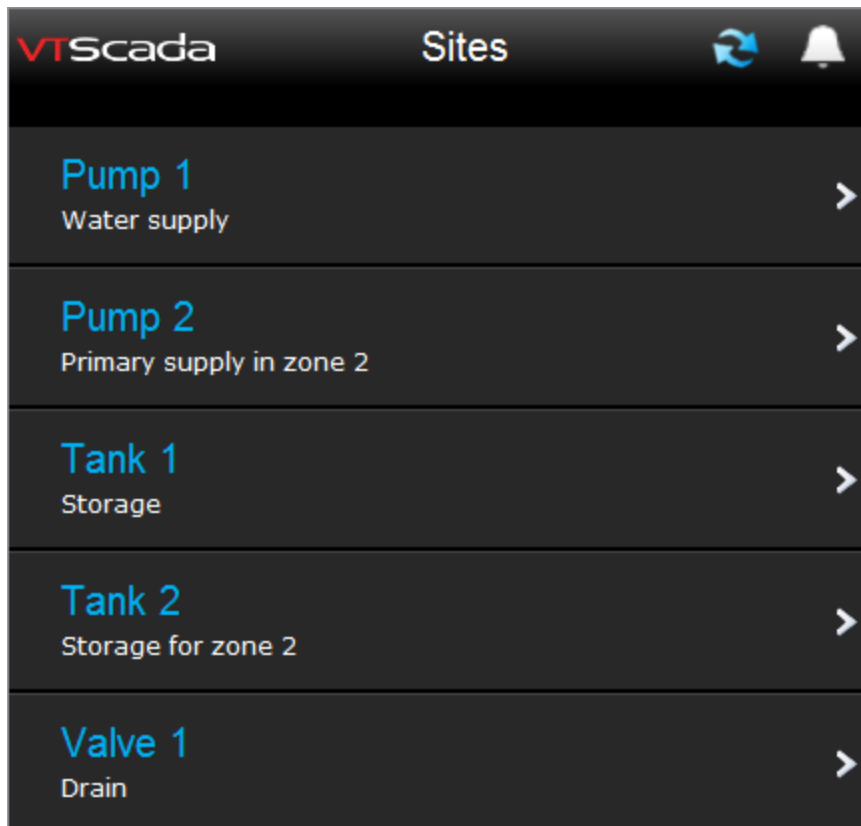 VTScada Sites
Pump 1
Water supply
Pump 2
Primary supply in zone 2
Tank 1
Storage
Tank 2
Storage for zone 2
Valve 1
Drain